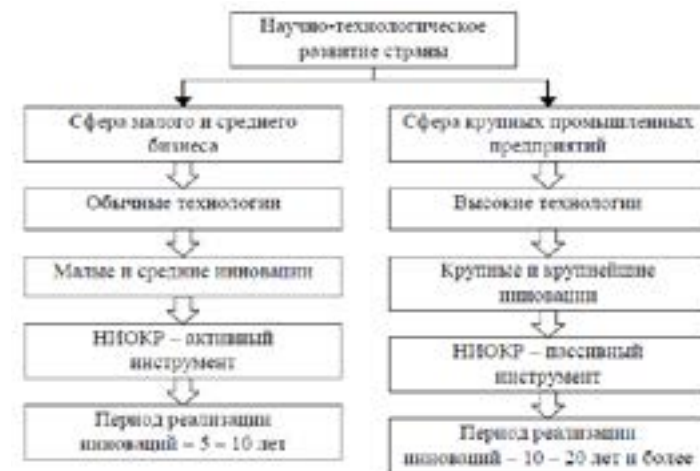 Научно-технологическое
развитие страны
Сфера малого и среднего
бизнеса
Обычные технологии
Малые и средние инновации
НИОКР – активный
инструмент
Период реализации
инноваций – 5 – 10 лет
Сфера крупных промышленных
предприятий
Высокие технологии
Крупные и крупнейшие
инновации
НИОКР – пассивный
инструмент
Период реализации
инноваций – 10 – 20 лет и более